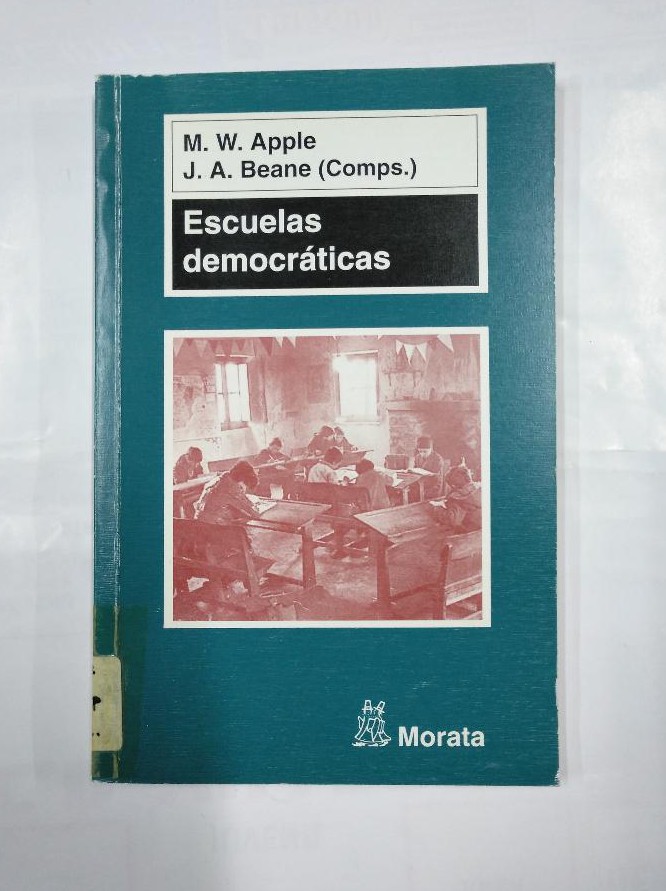 M. W. Apple
J. A. Beane (Comps.)
Escuelas
democráticas
Morata